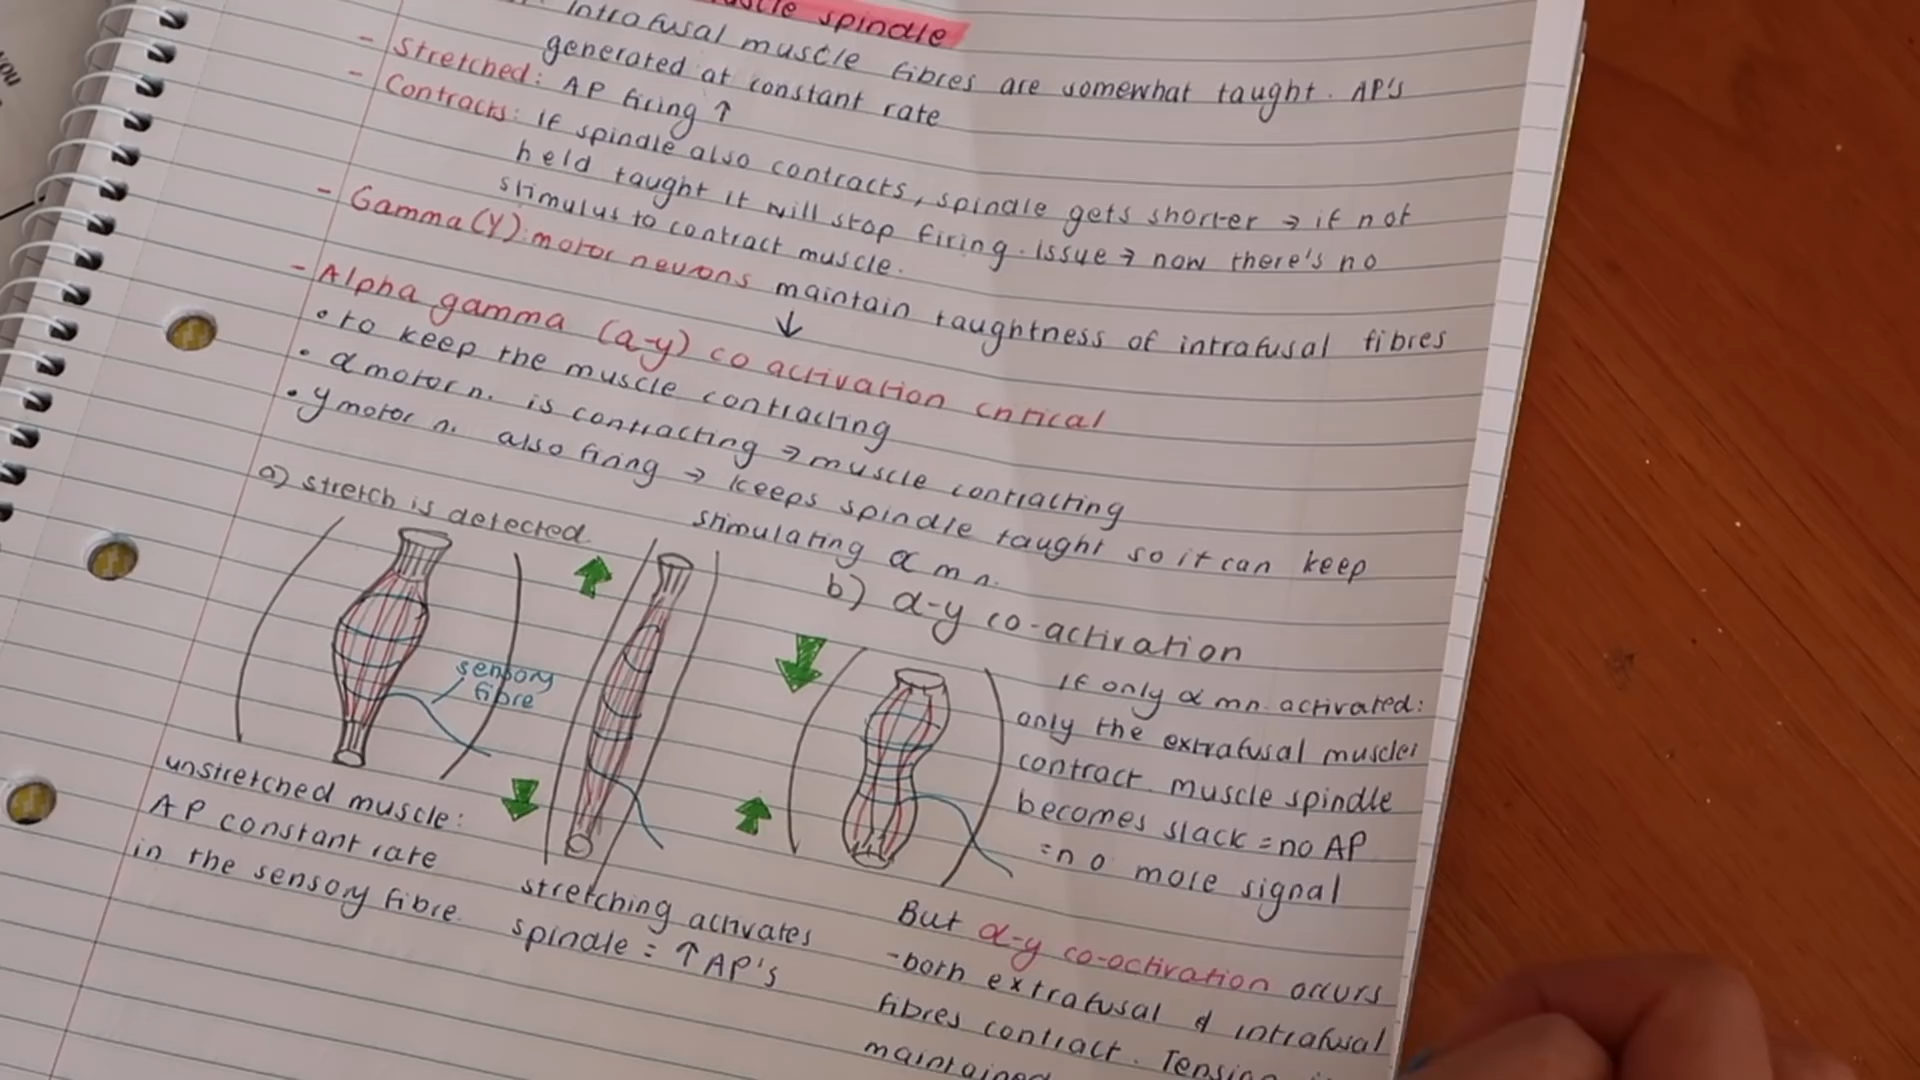 muscle spindle
intrafusal muscle fibres are somewhat taught. AP's
generated at constant rate
- Stretched: AP firing ↑
- Contracts: if spindle also contracts, spindle gets shorter → if not
held taught it will stop firing. issue → now there's no
stimulus to contract muscle.
- Gamma (γ): motor neurons maintain taughtness of intrafusal fibres
↓
- Alpha gamma (α-γ) co activation critical
• to keep the muscle contracting
• α motor n. is contracting → muscle contracting
• γ motor n. also firing → keeps spindle taught so it can keep
stimulating α m n.
a) stretch is detected.
sensory
fibre
unstretched muscle:
AP constant rate
in the sensory fibre.
stretching activates
spindle = ↑ AP's
b) α-γ co-activation
If only α mn. activated:
only the extrafusal muscles
contract. muscle spindle
becomes slack = no AP
= no more signal
But α-γ co-activation occurs
-both extrafusal & intrafusal
fibres contract. Tension
maintained